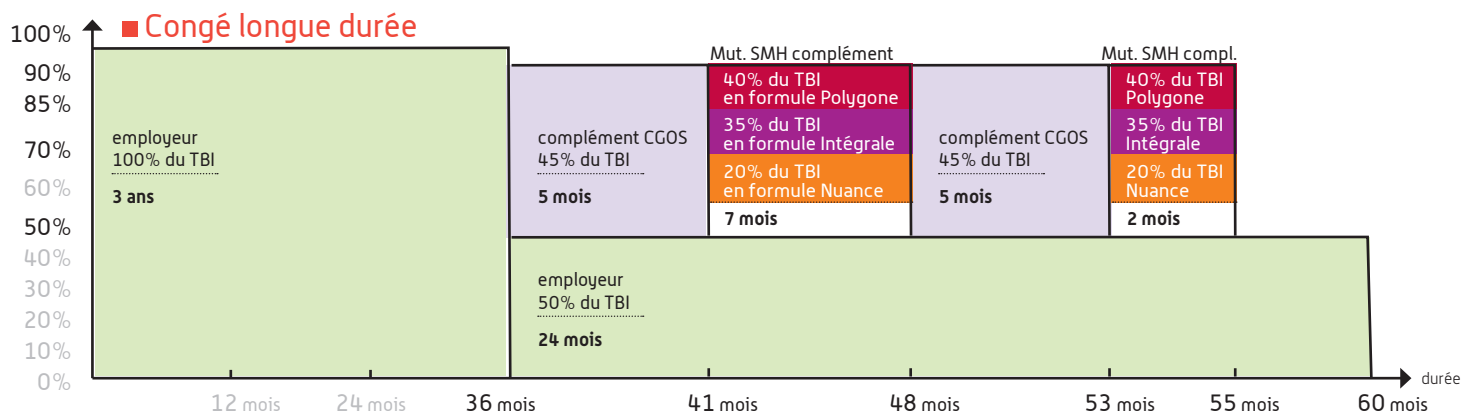 Congé longue durée
100%
90%
85%
70%
60%
50%
40%
30%
20%
10%
0%
employeur
100% du TBI
3 ans
complément CGOS
45% du TBI
5 mois
Mut. SMH complément
40% du TBI
en formule Polygone
35% du TBI
en formule Intégrale
20% du TBI
en formule Nuance
7 mois
complément CGOS
45% du TBI
5 mois
Mut. SMH compl.
40% du TBI
Polygone
35% du TBI
Intégrale
20% du TBI
Nuance
2 mois
employeur
50% du TBI
24 mois
durée
12 mois
24 mois
36 mois
41 mois
48 mois
53 mois
55 mois
60 mois